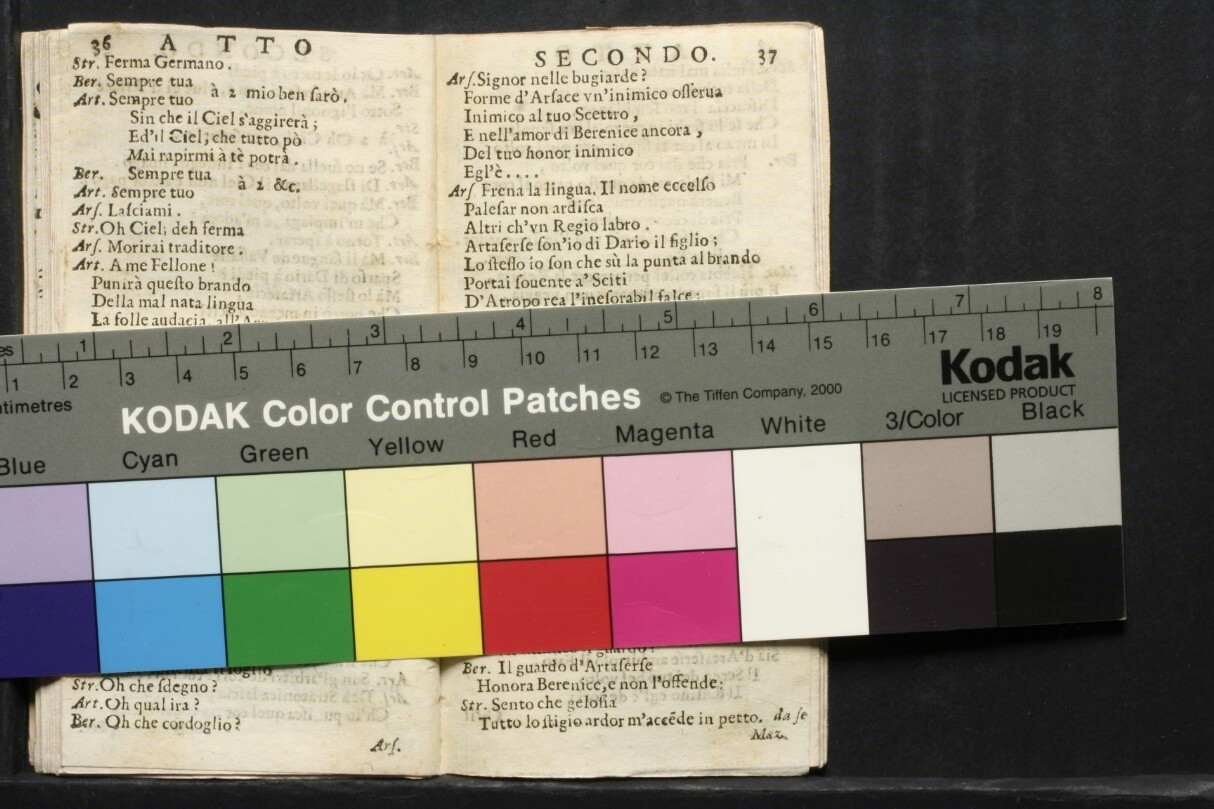 36 ATTO
Str. Ferma Germano.
Ber. Sempre tua
Art. Sempre tuo à 2 mio ben ſarò.
Sin che il Ciel s'aggirerà ;
Ed'il Ciel, che tutto pò
Mai rapirmi à tè potrà.
Ber. Sempre tua
Art. Sempre tuo à 2 &c.
Arſ. Laſciami.
Str. Oh Ciel; deh ferma
Arſ. Morirai traditore.
Art. A me Fellone !
Punirà queſto brando
Della mal nata lingua
La folle audacia
Str. Oh che ſdegno ?
Art. Oh qual ira ?
Ber. Oh che cordoglio ?
Arſ.
SECONDO. 37
Arſ. Signor nelle bugiarde ?
Forme d'Arſace vn'inimico oſſerua
Inimico al tuo Scettro ,
E nell'amor di Berenice ancora ,
Del tuo honor inimico
Egl'è....
Arſ Frena la lingua. Il nome eccelſo
Paleſar non ardiſca
Altri ch'vn Regio labro .
Artaſerſe ſon'io di Dario il figlio ;
Lo ſteſſo io ſon che sù la punta al brando
Portai ſouente a' Sciti
D'Atropo rea l'ineſorabil falce :
Ber. Il guardo d'Artaſerſe
Honora Berenice, e non l'offende:
Str. Sento che geloſia
Tutto lo ſtigio ardor m'accẽde in petto. da ſe
Maz.
1 2 3 4 5 6 7 8
1 2 3 4 5 6 7 8 9 10 11 12 13 14 15 16 17 18 19
KODAK Color Control Patches © The Tiffen Company, 2000
Kodak
LICENSED PRODUCT
Blue Cyan Green Yellow Red Magenta White 3/Color Black